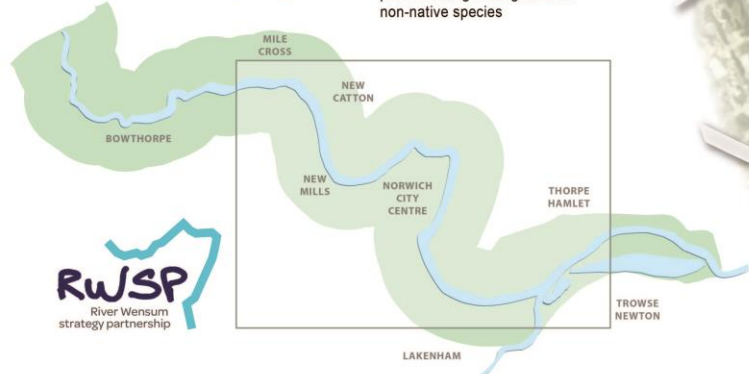 non-native species
MILE
CROSS
NEW
CATTON
BOWTHORPE
NEW
MILLS
NORWICH
CITY
CENTRE
THORPE
HAMLET
RWSP
River Wensum
strategy partnership
TROWSE
NEWTON
LAKENHAM